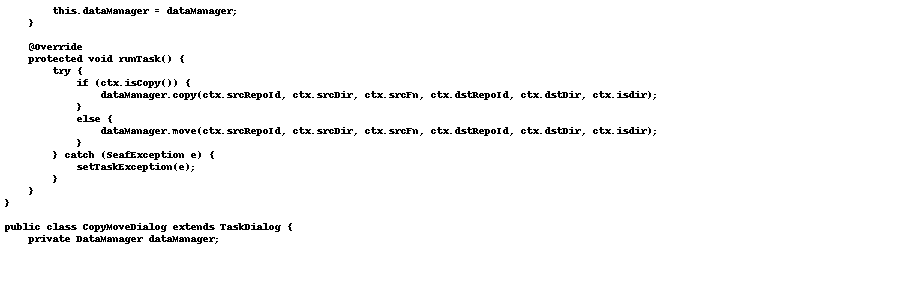 this.dataManager = dataManager;
    }

    @Override
    protected void runTask() {
        try {
            if (ctx.isCopy()) {
                dataManager.copy(ctx.srcRepoId, ctx.srcDir, ctx.srcFn, ctx.dstRepoId, ctx.dstDir, ctx.isdir);
            }
            else {
                dataManager.move(ctx.srcRepoId, ctx.srcDir, ctx.srcFn, ctx.dstRepoId, ctx.dstDir, ctx.isdir);
            }
        } catch (SeafException e) {
            setTaskException(e);
        }
    }
}

public class CopyMoveDialog extends TaskDialog {
    private DataManager dataManager;